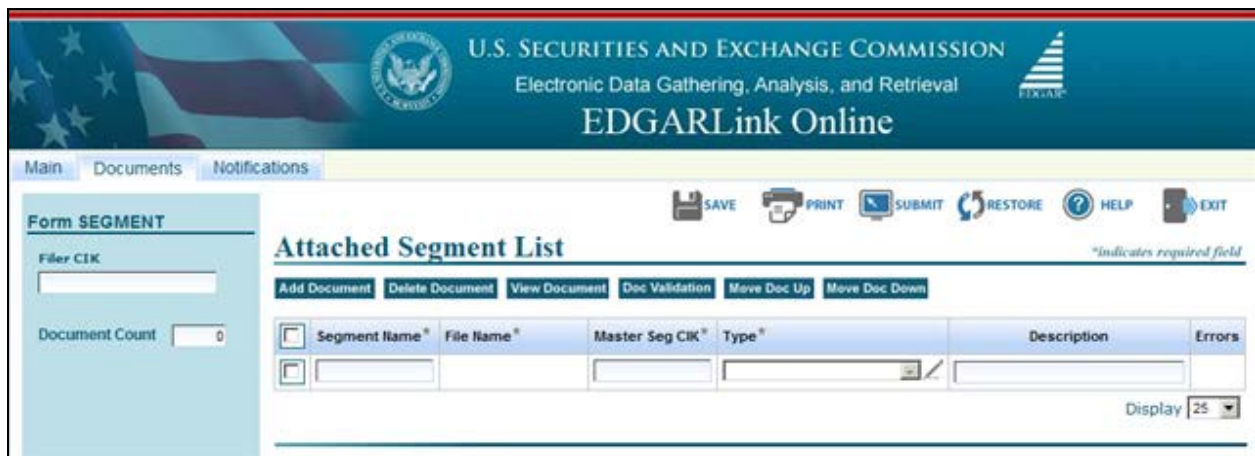 U.S. SECURITIES AND EXCHANGE COMMISSION
Electronic Data Gathering, Analysis, and Retrieval
EDGAR®
EDGARLink Online
Main Documents Notifications
SAVE PRINT SUBMIT RESTORE HELP EXIT
Form SEGMENT
Attached Segment List
*indicates required field
Filer CIK
Add Document Delete Document View Document Doc Validation Move Doc Up Move Doc Down
Document Count 0
Segment Name* File Name* Master Seg CIK* Type* Description Errors
Display 25